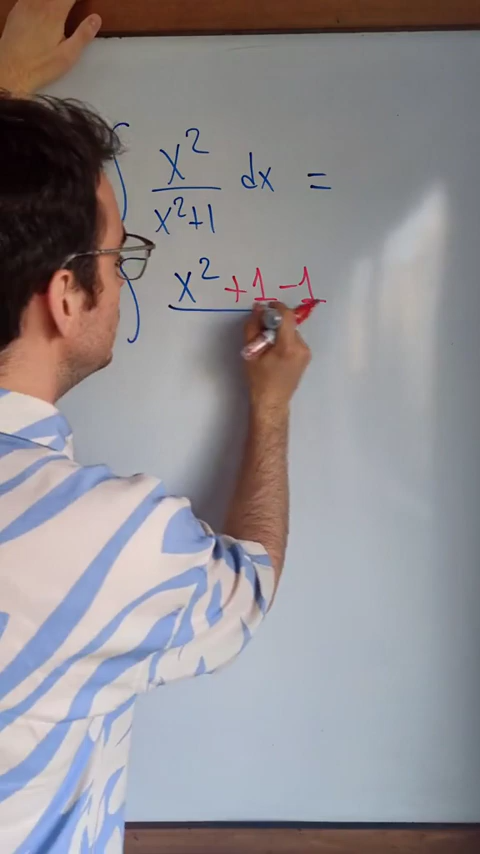 ∫ x²/(x²+1) dx =
∫ x² +1 -1